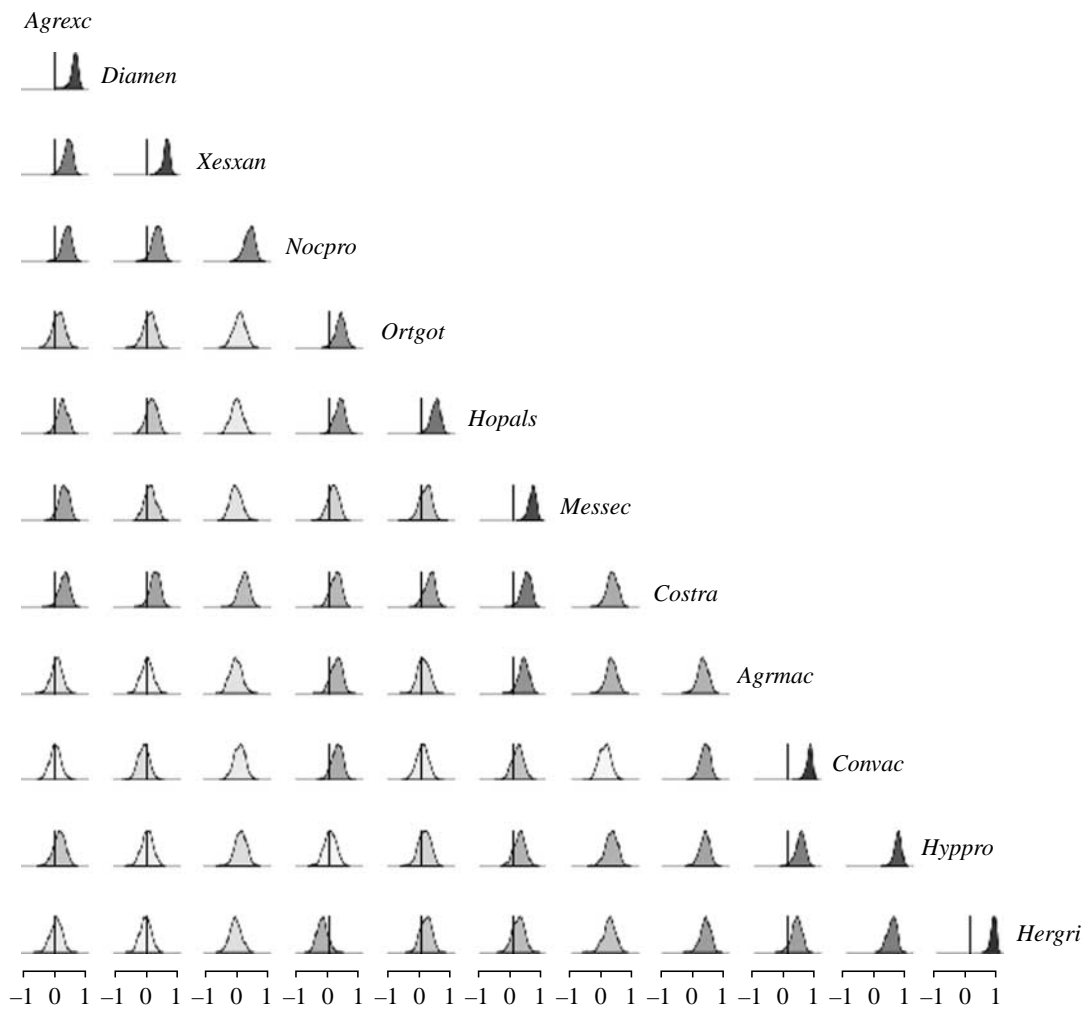 Agrexc
Diamen
Xesxan
Nocpro
Ortgot
Hopals
Messec
Costra
Agrmac
Convac
Hyppro
Hergri
–1 0 1 –1 0 1 –1 0 1 –1 0 1 –1 0 1 –1 0 1 –1 0 1 –1 0 1 –1 0 1 –1 0 1 –1 0 1